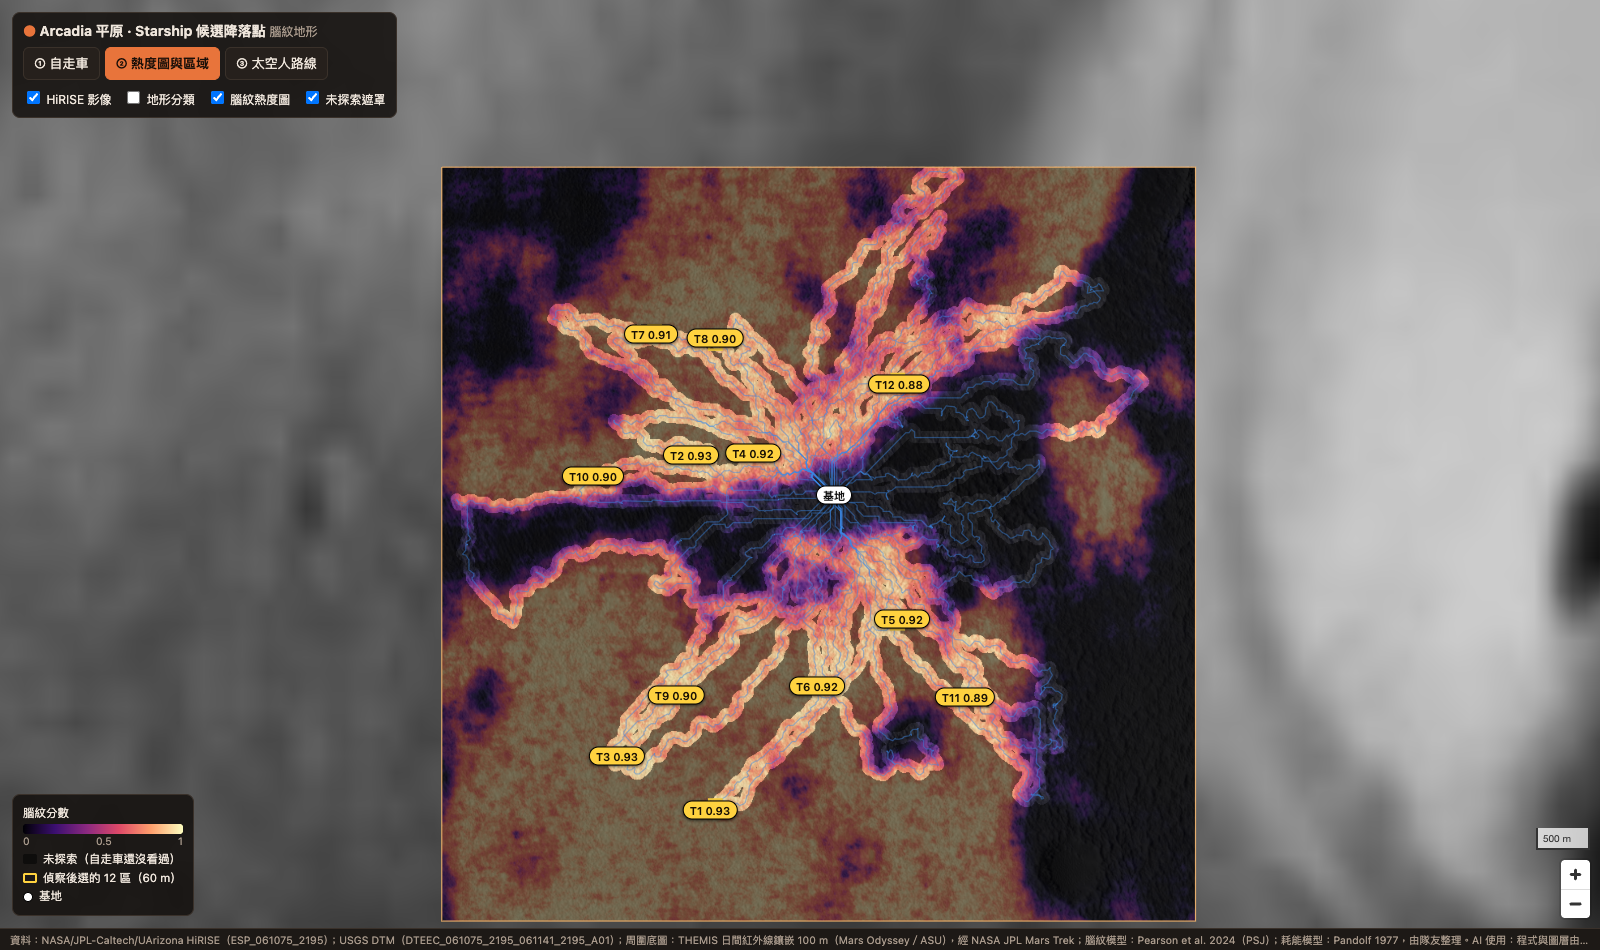 Arcadia 平原 · Starship 候選降落點 腦紋地形
① 自走車
② 熱度圖與區域
③ 太空人路線
HiRISE 影像
地形分類
腦紋熱度圖
未探索遮罩
T7 0.91
T8 0.90
T12 0.88
T2 0.93
T4 0.92
T10 0.90
基地
T5 0.92
T6 0.92
T9 0.90
T11 0.89
T3 0.93
T1 0.93
腦紋分數
0 0.5 1
未探索（自走車還沒看過）
偵察後選的 12 區（60 m）
基地
500 m
+
−
資料：NASA/JPL-Caltech/UArizona HiRISE（ESP_061075_2195）；USGS DTM（DTEEC_061075_2195_061141_2195_A01）；周圍底圖：THEMIS 日間紅外線鑲嵌 100 m（Mars Odyssey / ASU），經 NASA JPL Mars Trek；腦紋模型：Pearson et al. 2024（PSJ）；耗能模型：Pandolf 1977，由隊友整理。AI 使用：程式與圖層由…